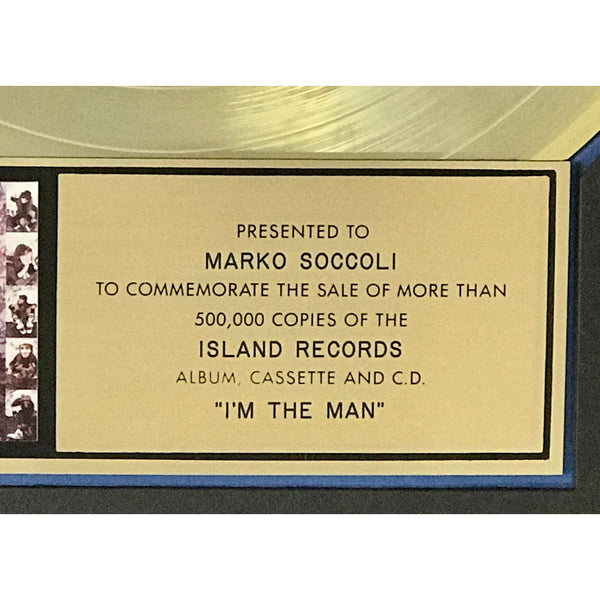 PRESENTED TO
MARKO SOCCOLI
TO COMMEMORATE THE SALE OF MORE THAN
500,000 COPIES OF THE
ISLAND RECORDS
ALBUM, CASSETTE AND C.D.
"I'M THE MAN"